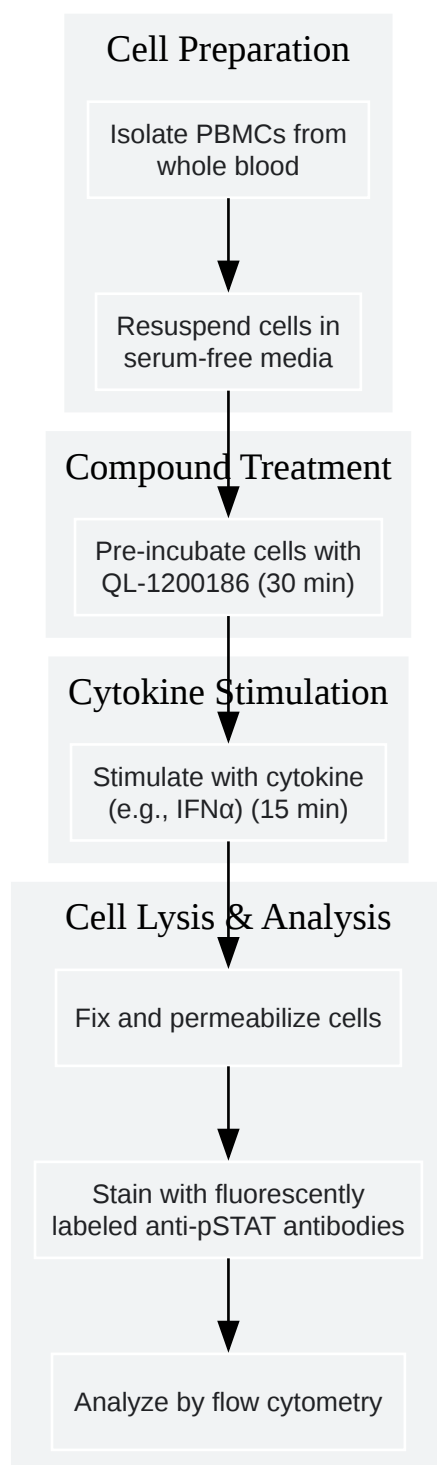 Cell Preparation
Isolate PBMCs from
whole blood
Resuspend cells in
serum-free media
Compound Treatment
Pre-incubate cells with
QL-1200186 (30 min)
Cytokine Stimulation
Stimulate with cytokine
(e.g., IFNα) (15 min)
Cell Lysis & Analysis
Fix and permeabilize cells
Stain with fluorescently
labeled anti-pSTAT antibodies
Analyze by flow cytometry